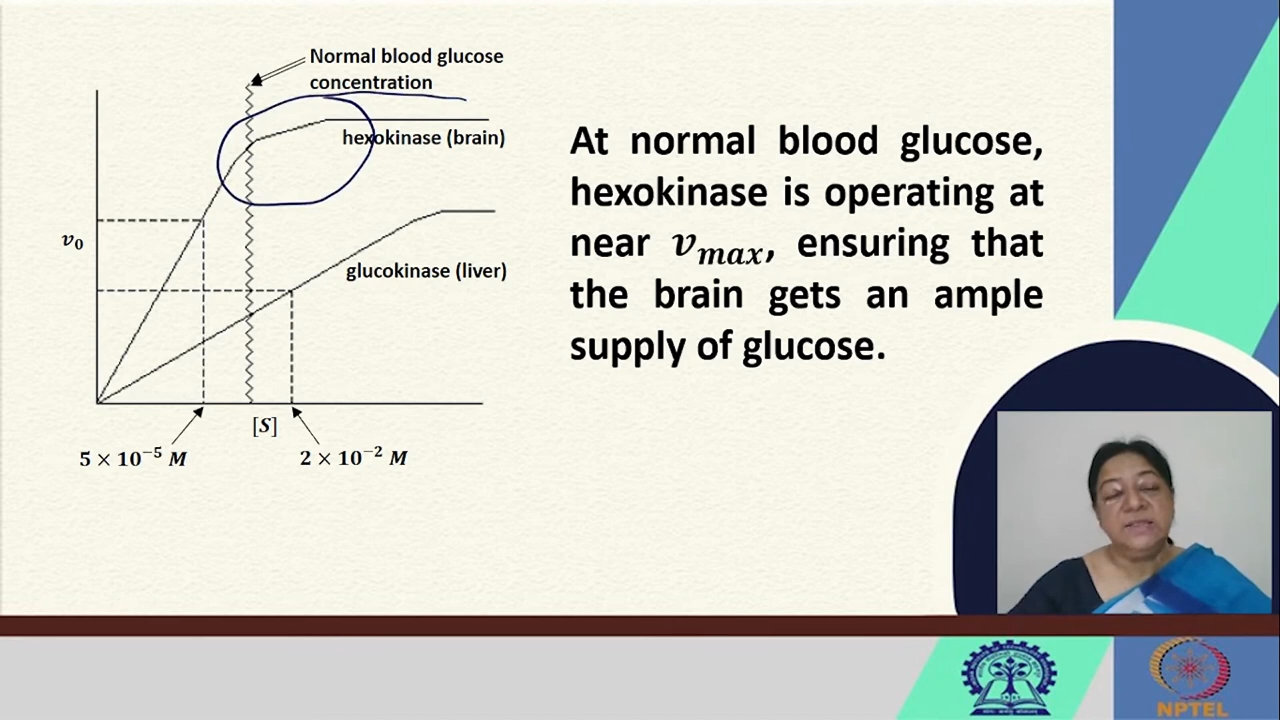 Normal blood glucose
concentration
hexokinase (brain)
v₀
glucokinase (liver)
[S]
5 × 10⁻⁵ M
2 × 10⁻² M
At normal blood glucose,
hexokinase is operating at
near vₘₐₓ, ensuring that
the brain gets an ample
supply of glucose.
NPTEL